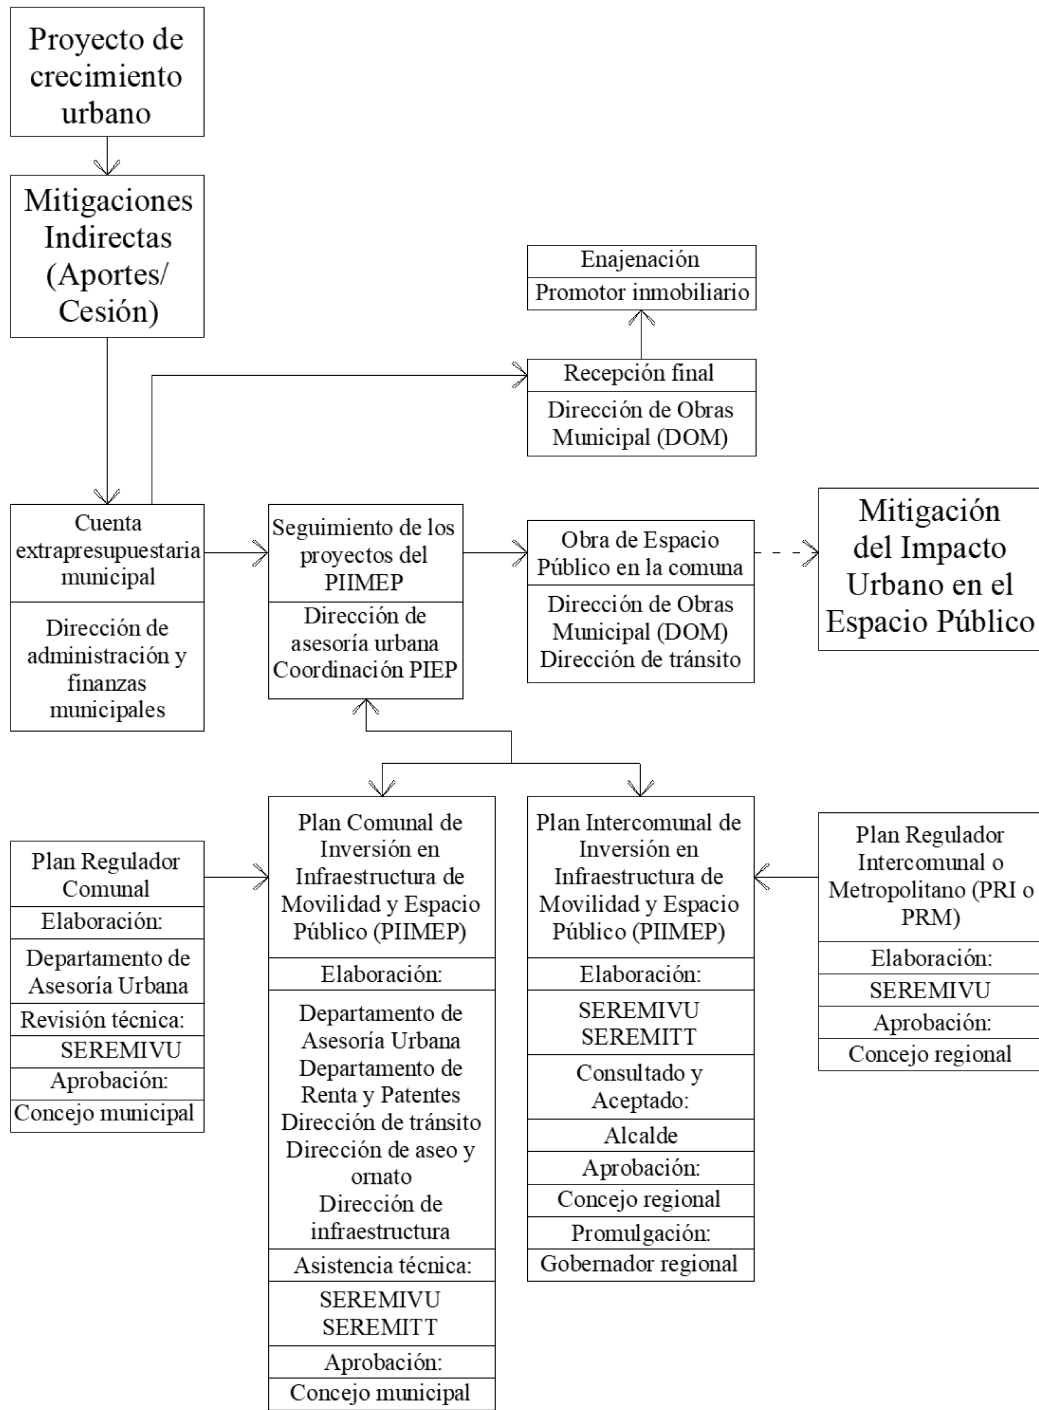 Proyecto de
crecimiento
urbano
Mitigaciones
Indirectas
(Aportes/
Cesión)
Enajenación
Promotor inmobiliario
Recepción final
Dirección de Obras
Municipal (DOM)
Cuenta
extrapresupuestaria
municipal
Dirección de
administración y
finanzas
municipales
Seguimiento de los
proyectos del
PIIMEP
Dirección de
asesoría urbana
Coordinación PIEP
Obra de Espacio
Público en la comuna
Dirección de Obras
Municipal (DOM)
Dirección de tránsito
Mitigación
del Impacto
Urbano en el
Espacio Público
Plan Regulador
Comunal
Elaboración:
Departamento de
Asesoría Urbana
Revisión técnica:
SEREMIVU
Aprobación:
Concejo municipal
Plan Comunal de
Inversión en
Infraestructura de
Movilidad y Espacio
Público (PIIMEP)
Elaboración:
Departamento de
Asesoría Urbana
Departamento de
Renta y Patentes
Dirección de tránsito
Dirección de aseo y
ornato
Dirección de
infraestructura
Asistencia técnica:
SEREMIVU
SEREMITT
Aprobación:
Concejo municipal
Plan Intercomunal de
Inversión en
Infraestructura de
Movilidad y Espacio
Público (PIIMEP)
Elaboración:
SEREMIVU
SEREMITT
Consultado y
Aceptado:
Alcalde
Aprobación:
Concejo regional
Promulgación:
Gobernador regional
Plan Regulador
Intercomunal o
Metropolitano (PRI o
PRM)
Elaboración:
SEREMIVU
Aprobación:
Concejo regional